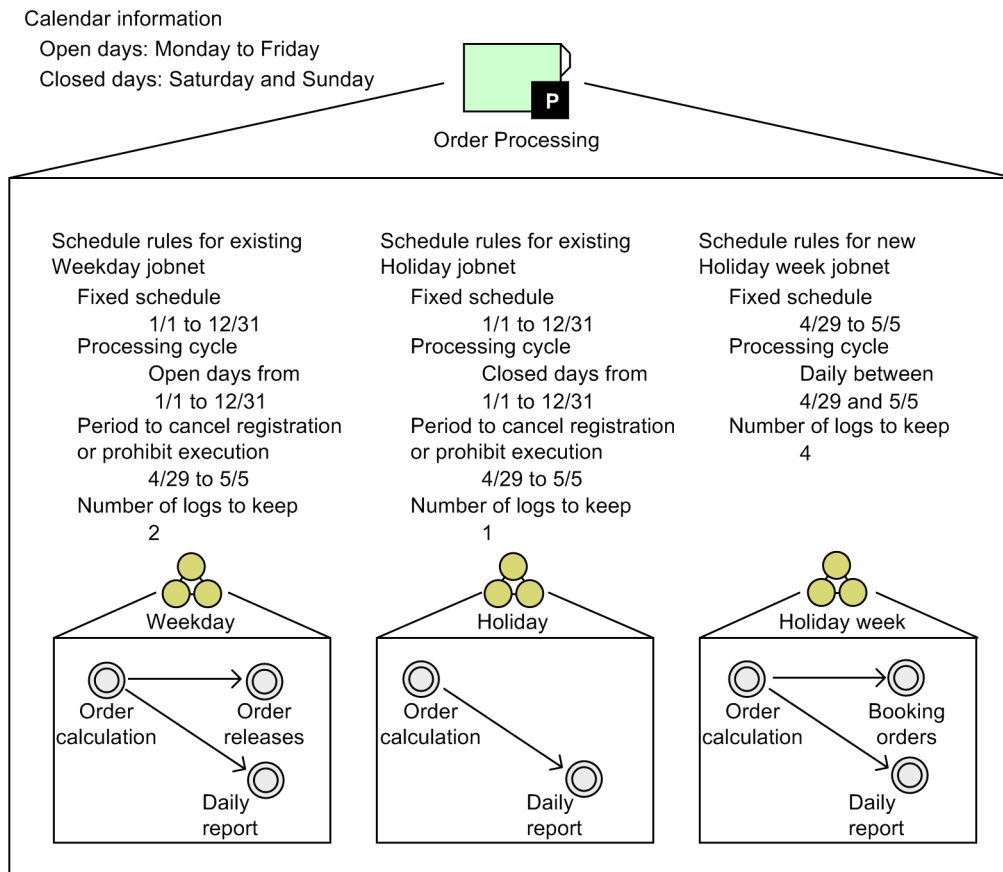 Calendar information
Open days: Monday to Friday
Closed days: Saturday and Sunday
P
Order Processing
Schedule rules for existing
Weekday jobnet
Fixed schedule
1/1 to 12/31
Processing cycle
Open days from
1/1 to 12/31
Period to cancel registration
or prohibit execution
4/29 to 5/5
Number of logs to keep
2
Weekday
Order
calculation
Order
releases
Daily
report
Schedule rules for existing
Holiday jobnet
Fixed schedule
1/1 to 12/31
Processing cycle
Closed days from
1/1 to 12/31
Period to cancel registration
or prohibit execution
4/29 to 5/5
Number of logs to keep
1
Holiday
Order
calculation
Daily
report
Schedule rules for new
Holiday week jobnet
Fixed schedule
4/29 to 5/5
Processing cycle
Daily between
4/29 and 5/5
Number of logs to keep
4
Holiday week
Order
calculation
Booking
orders
Daily
report